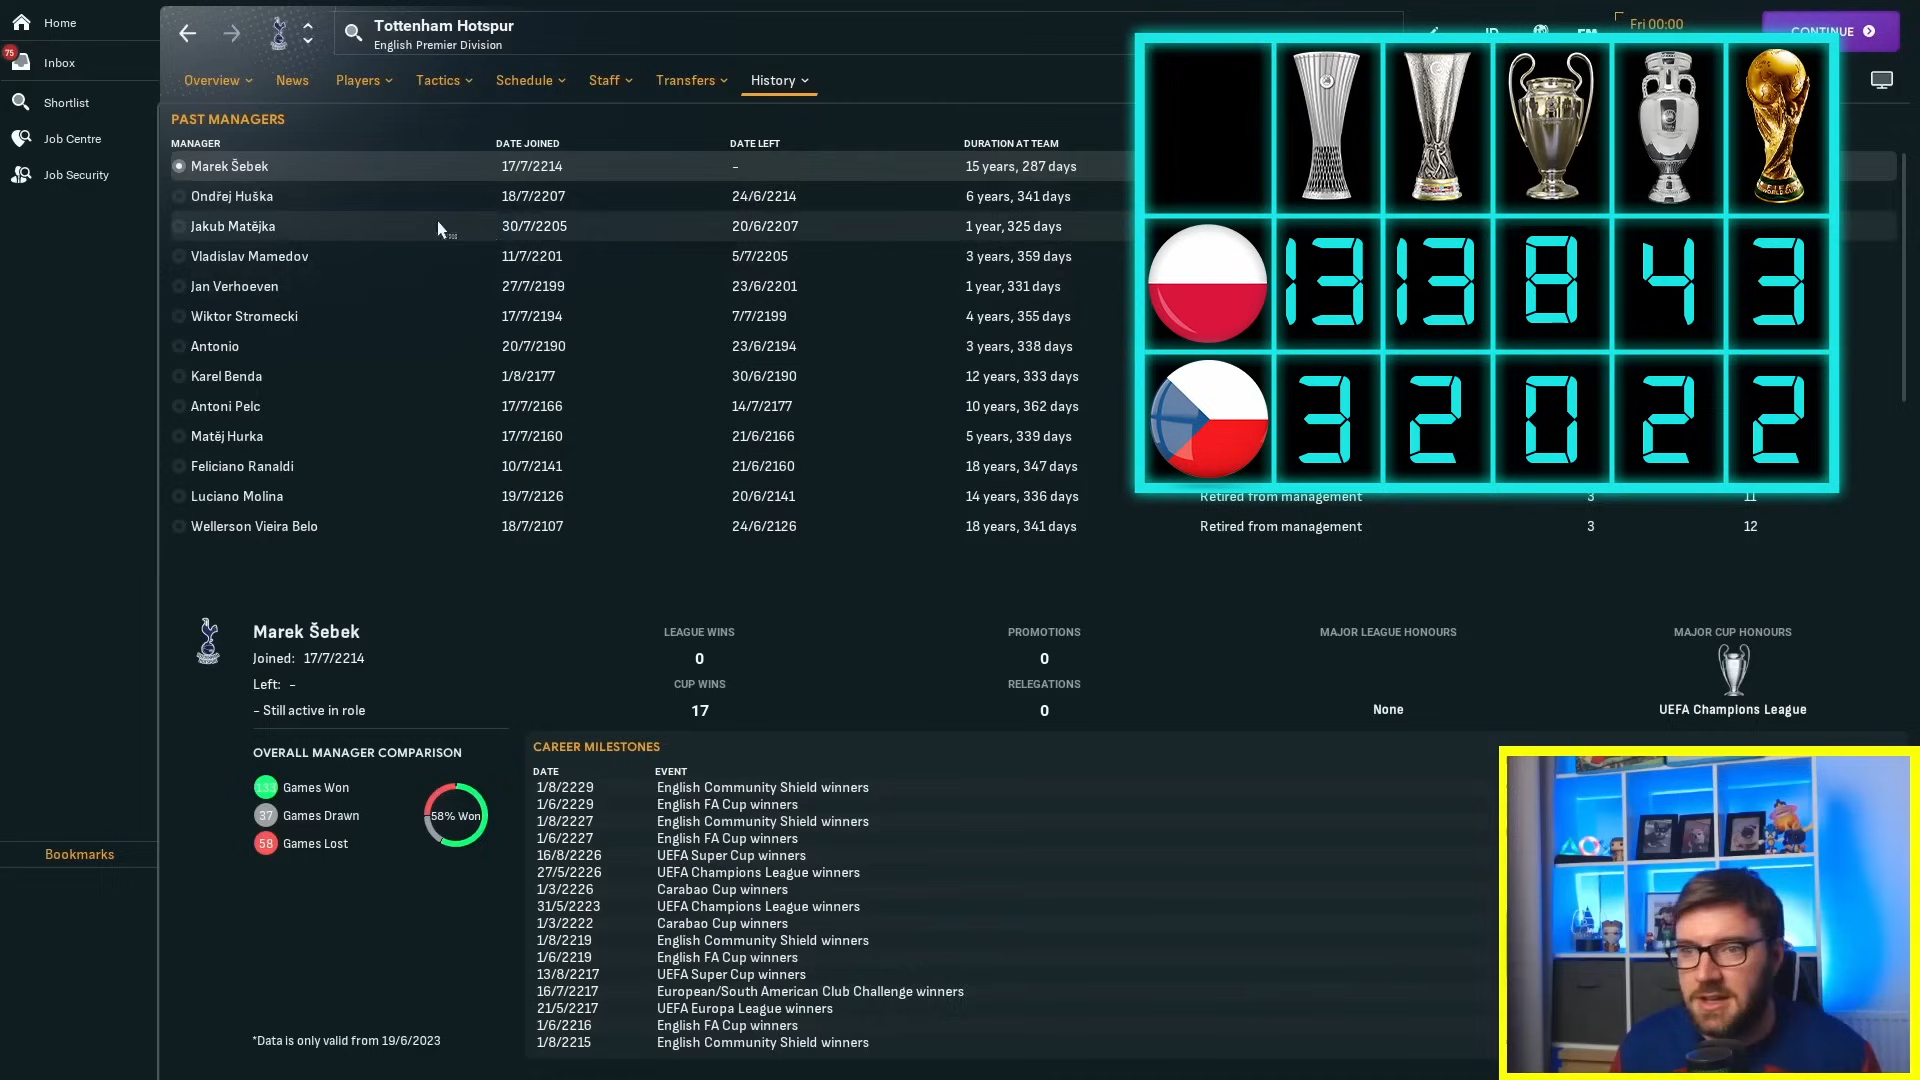 Home
75
Inbox
Shortlist
Job Centre
Job Security
Bookmarks
Tottenham Hotspur
English Premier Division
Fri 00:00
CONTINUE
Overview
News
Players
Tactics
Schedule
Staff
Transfers
History
PAST MANAGERS
MANAGER DATE JOINED DATE LEFT DURATION AT TEAM
Marek Šebek 17/7/2214 - 15 years, 287 days
Ondřej Huška 18/7/2207 24/6/2214 6 years, 341 days
Jakub Matějka 30/7/2205 20/6/2207 1 year, 325 days
Vladislav Mamedov 11/7/2201 5/7/2205 3 years, 359 days
Jan Verhoeven 27/7/2199 23/6/2201 1 year, 331 days
Wiktor Stromecki 17/7/2194 7/7/2199 4 years, 355 days
Antonio 20/7/2190 23/6/2194 3 years, 338 days
Karel Benda 1/8/2177 30/6/2190 12 years, 333 days
Antoni Pelc 17/7/2166 14/7/2177 10 years, 362 days
Matěj Hurka 17/7/2160 21/6/2166 5 years, 339 days
Feliciano Ranaldi 10/7/2141 21/6/2160 18 years, 347 days
Luciano Molina 19/7/2126 20/6/2141 14 years, 336 days Retired from management 3 11
Wellerson Vieira Belo 18/7/2107 24/6/2126 18 years, 341 days Retired from management 3 12
13 13 8 4 3
3 2 0 2 2
Marek Šebek
Joined: 17/7/2214
Left: -
- Still active in role
LEAGUE WINS
0
CUP WINS
17
PROMOTIONS
0
RELEGATIONS
0
MAJOR LEAGUE HONOURS
None
MAJOR CUP HONOURS
UEFA Champions League
OVERALL MANAGER COMPARISON
Games Won
37 Games Drawn
58 Games Lost
58% Won
*Data is only valid from 19/6/2023
CAREER MILESTONES
DATE EVENT
1/8/2229 English Community Shield winners
1/6/2229 English FA Cup winners
1/8/2227 English Community Shield winners
1/6/2227 English FA Cup winners
16/8/2226 UEFA Super Cup winners
27/5/2226 UEFA Champions League winners
1/3/2226 Carabao Cup winners
31/5/2223 UEFA Champions League winners
1/3/2222 Carabao Cup winners
1/8/2219 English Community Shield winners
1/6/2219 English FA Cup winners
13/8/2217 UEFA Super Cup winners
16/7/2217 European/South American Club Challenge winners
21/5/2217 UEFA Europa League winners
1/6/2216 English FA Cup winners
1/8/2215 English Community Shield winners